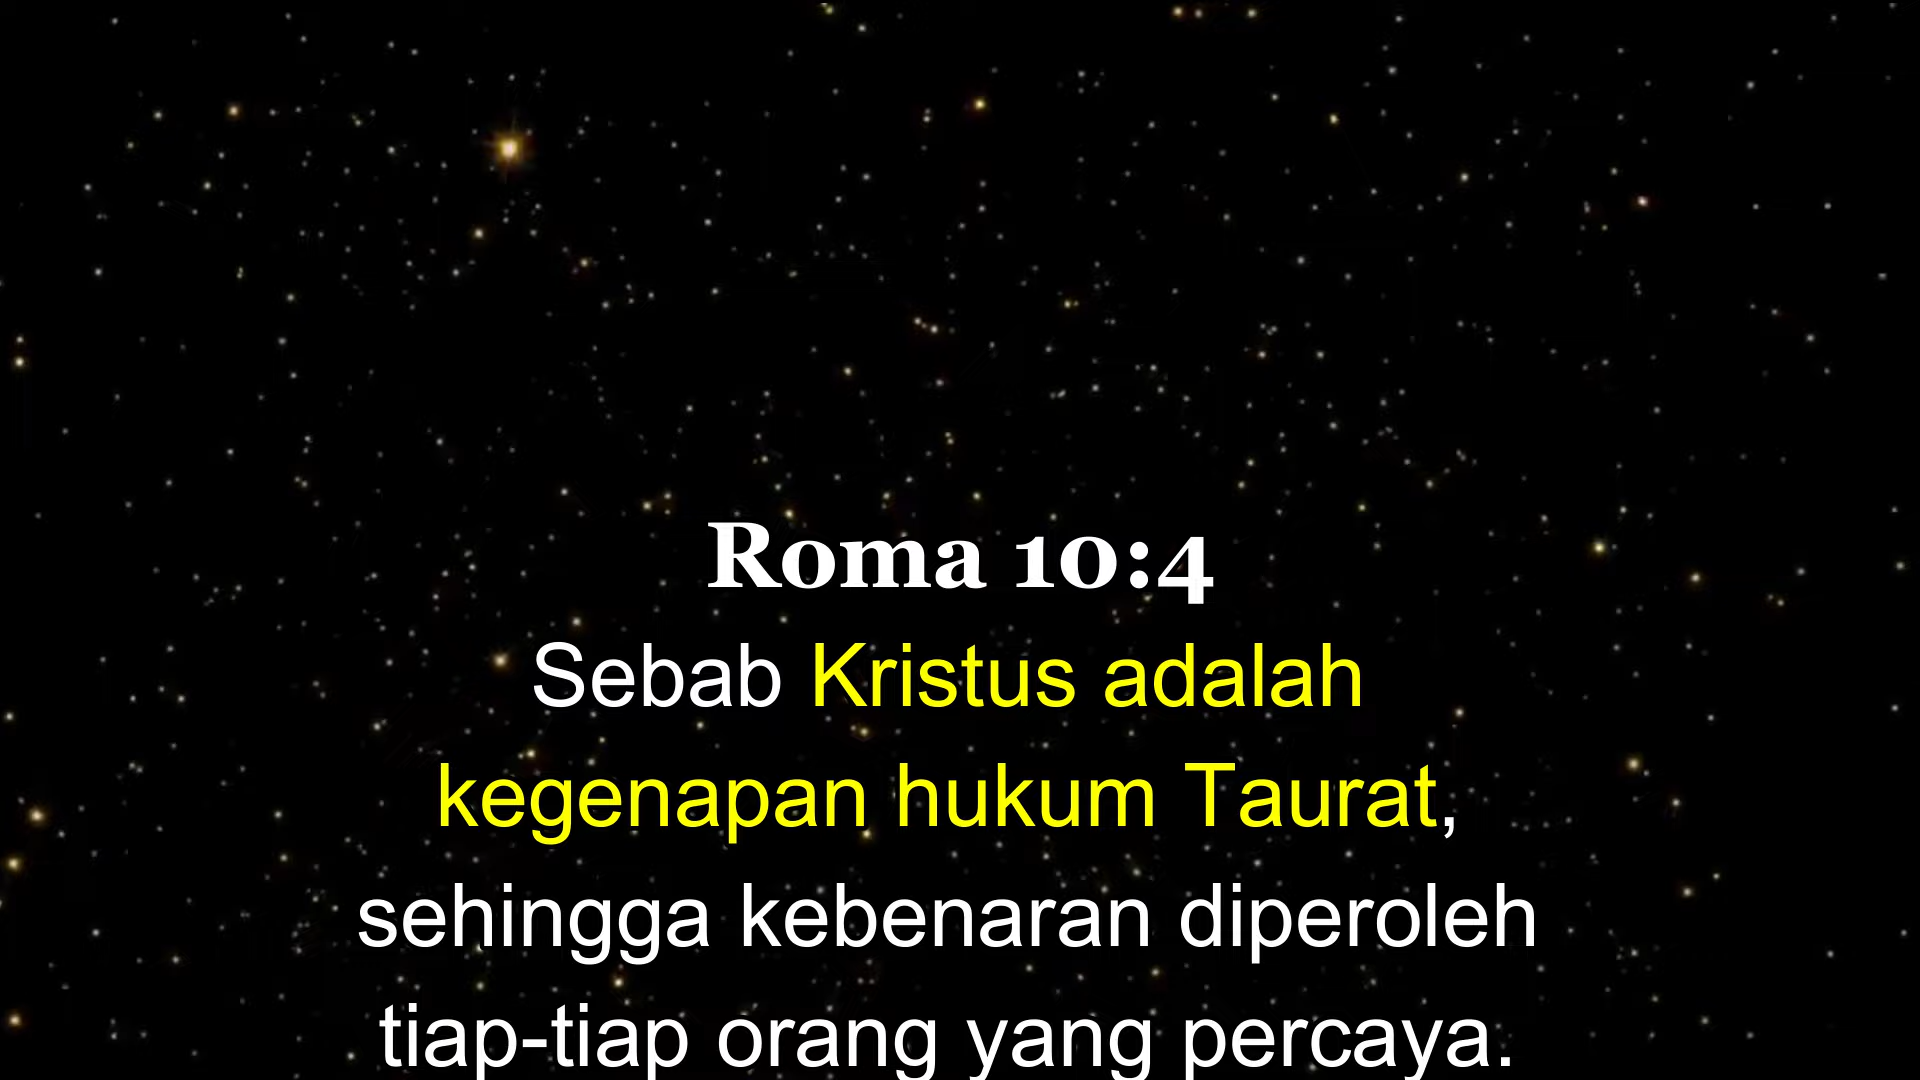 Roma 10:4
Sebab Kristus adalah
kegenapan hukum Taurat,
sehingga kebenaran diperoleh
tiap-tiap orang yang percaya.